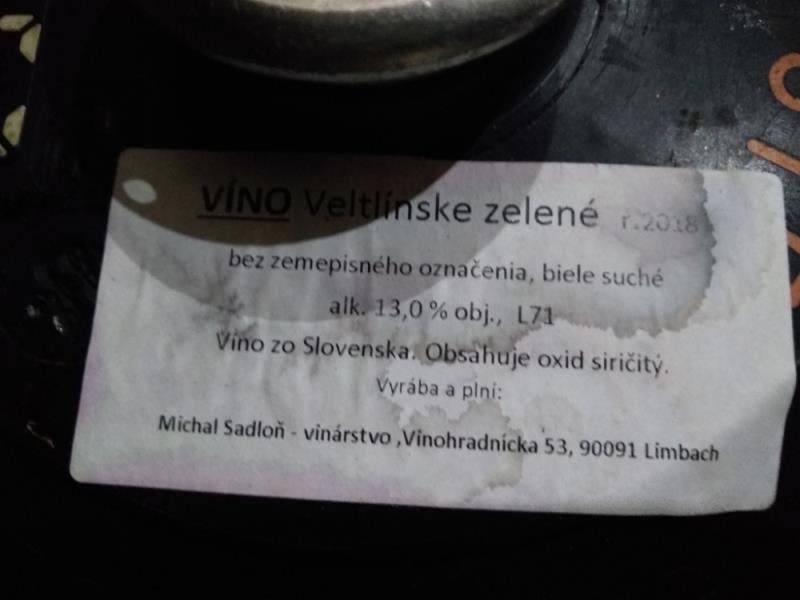 VÍNO Veltlínske zelené r.2018
bez zemepisného označenia, biele suché
alk. 13,0 % obj., L71
Víno zo Slovenska. Obsahuje oxid siričitý.
Vyrába a plní:
Michal Sadloň - vinárstvo ,Vinohradnícka 53, 90091 Limbach